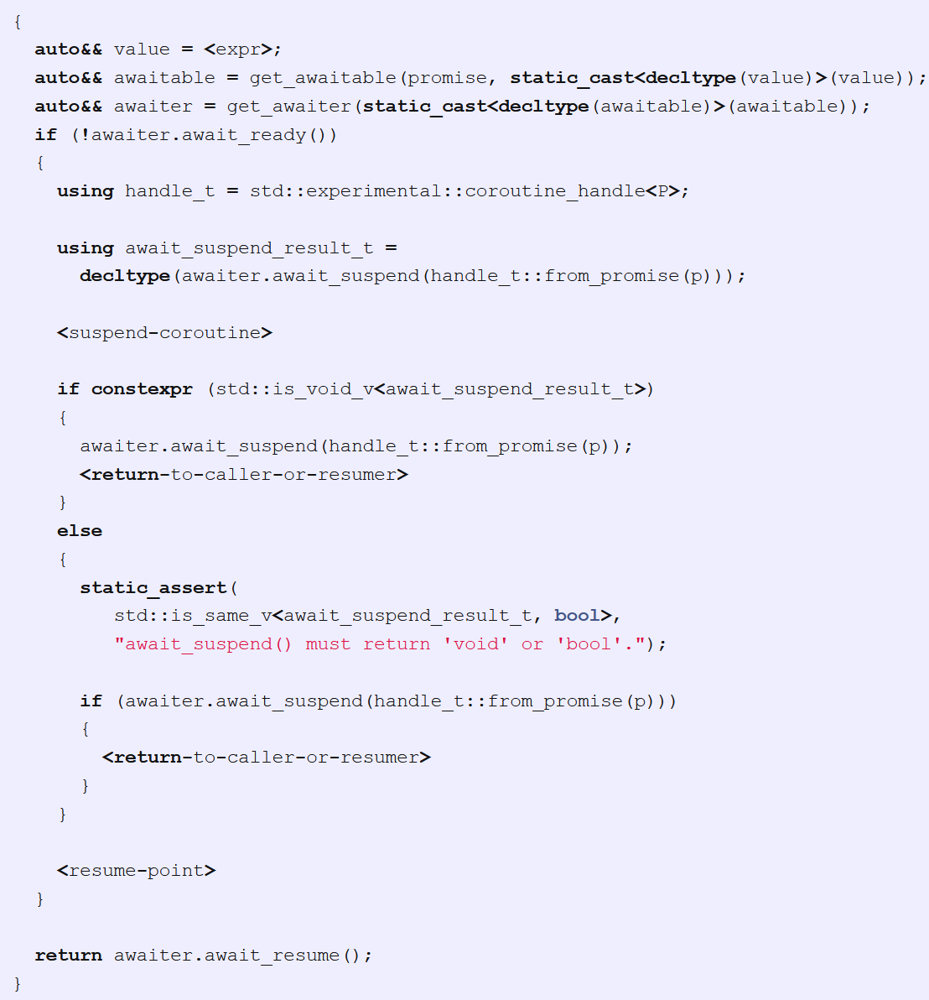 {
  auto&& value = <expr>;
  auto&& awaitable = get_awaitable(promise, static_cast<decltype(value)>(value));
  auto&& awaiter = get_awaiter(static_cast<decltype(awaitable)>(awaitable));
  if (!awaiter.await_ready())
  {
    using handle_t = std::experimental::coroutine_handle<P>;

    using await_suspend_result_t =
      decltype(awaiter.await_suspend(handle_t::from_promise(p)));

    <suspend-coroutine>

    if constexpr (std::is_void_v<await_suspend_result_t>)
    {
      awaiter.await_suspend(handle_t::from_promise(p));
      <return-to-caller-or-resumer>
    }
    else
    {
      static_assert(
         std::is_same_v<await_suspend_result_t, bool>,
         "await_suspend() must return 'void' or 'bool'.");

      if (awaiter.await_suspend(handle_t::from_promise(p)))
      {
        <return-to-caller-or-resumer>
      }
    }

    <resume-point>
  }

  return awaiter.await_resume();
}